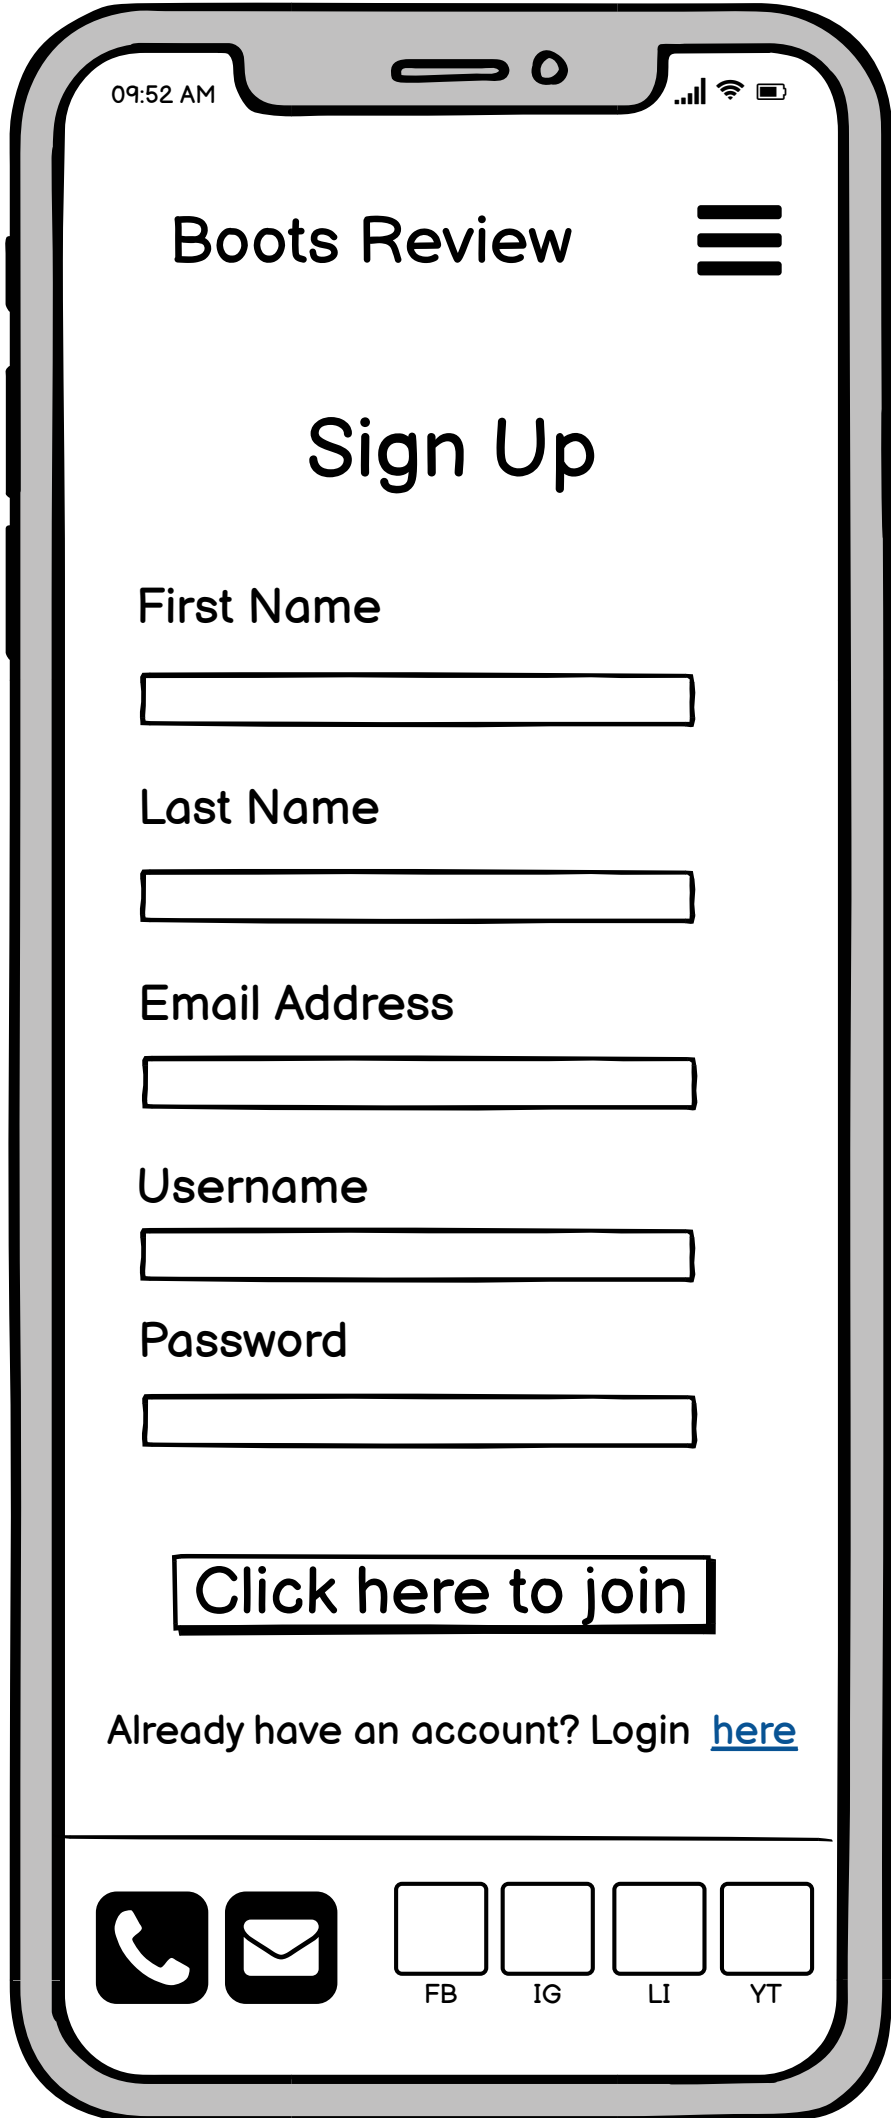 09:52 AM
Boots Review
Sign Up
First Name
Last Name
Email Address
Username
Password
Click here to join
Already have an account? Login here
FB IG LI YT